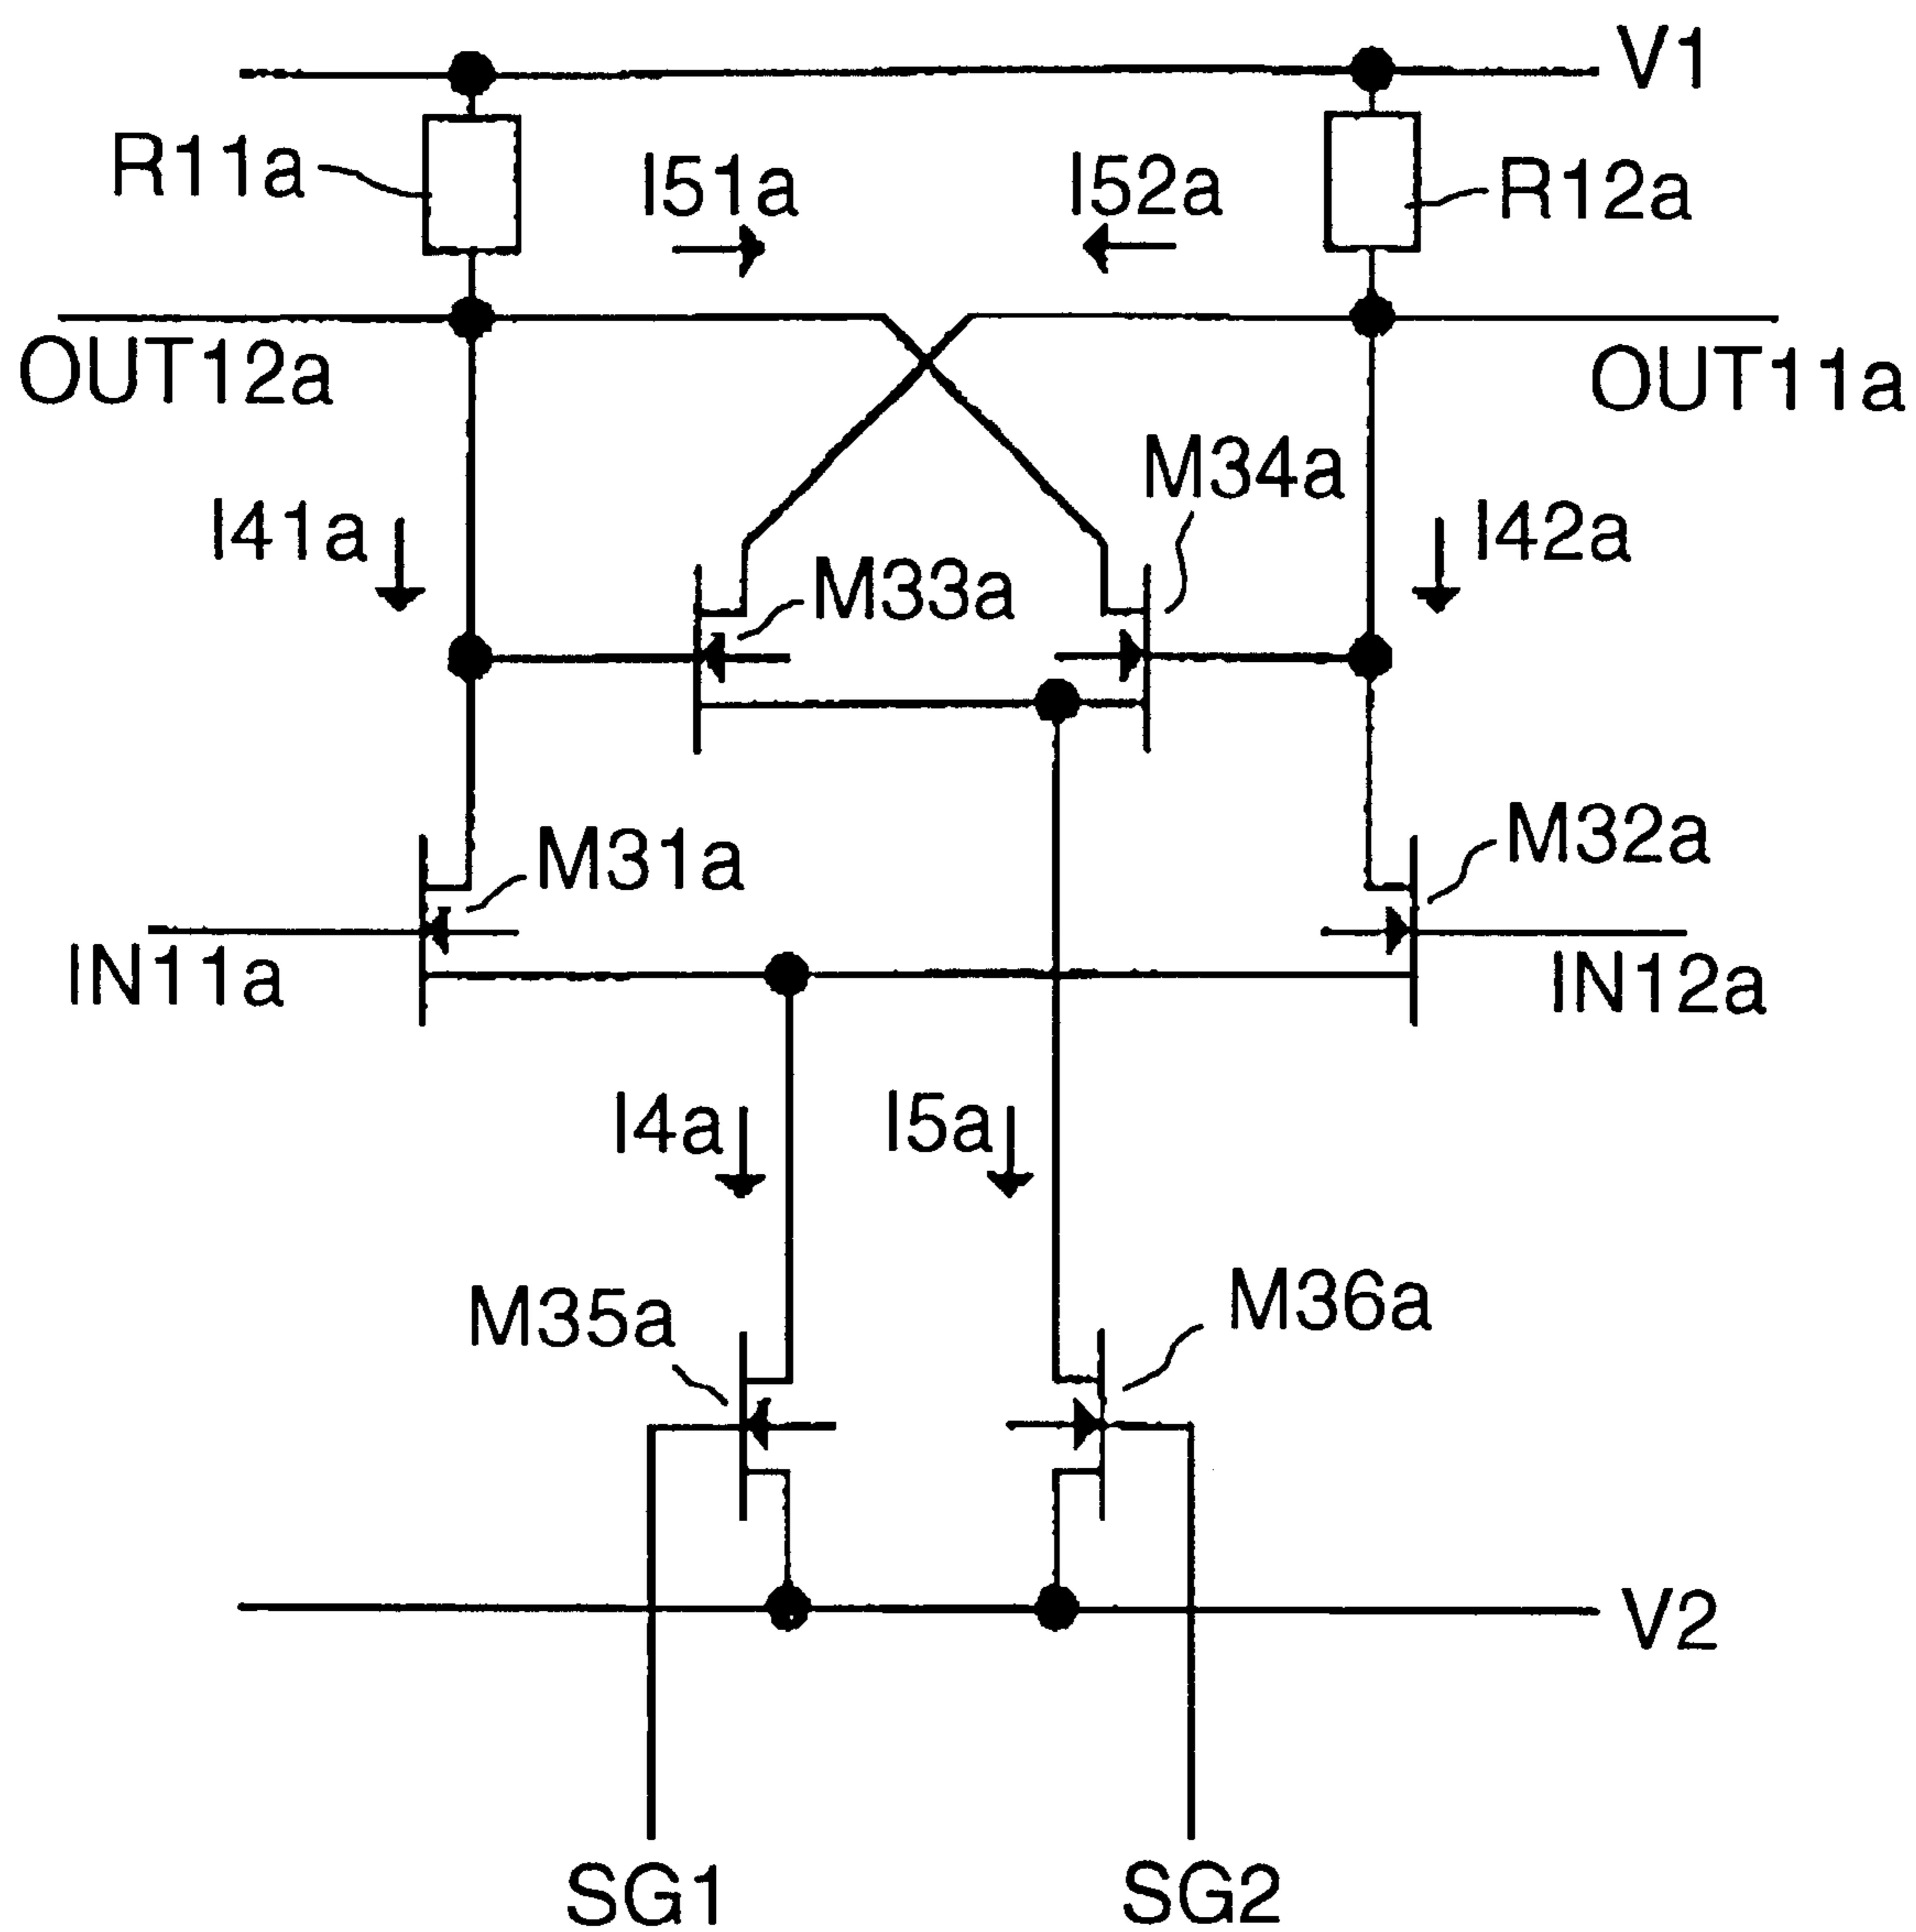 V1
R11a
I51a
I52a
R12a
OUT12a
OUT11a
M34a
I41a
I42a
M33a
M31a
M32a
IN11a
IN12a
I4a
I5a
M35a
M36a
V2
SG1
SG2